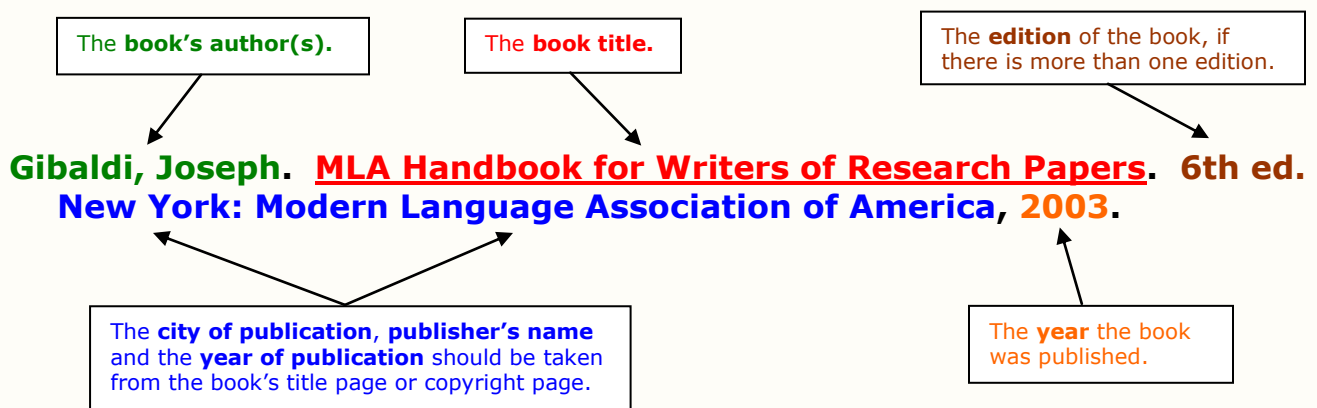 The book’s author(s).
The book title.
The edition of the book, if
there is more than one edition.
Gibaldi, Joseph. MLA Handbook for Writers of Research Papers. 6th ed.
New York: Modern Language Association of America, 2003.
The city of publication, publisher’s name
and the year of publication should be taken
from the book’s title page or copyright page.
The year the book
was published.